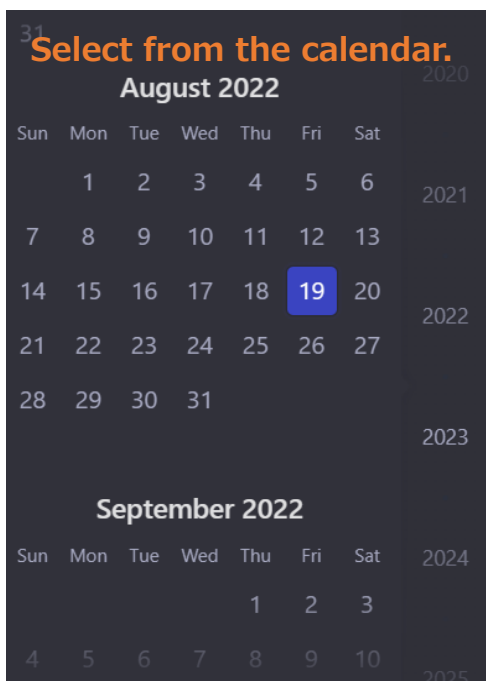 31
Select from the calendar.
August 2022
Sun Mon Tue Wed Thu Fri Sat
1 2 3 4 5 6
7 8 9 10 11 12 13
14 15 16 17 18 19 20
21 22 23 24 25 26 27
28 29 30 31
September 2022
Sun Mon Tue Wed Thu Fri Sat
1 2 3
4 5 6 7 8 9 10
2020
2021
2022
2023
2024
2025